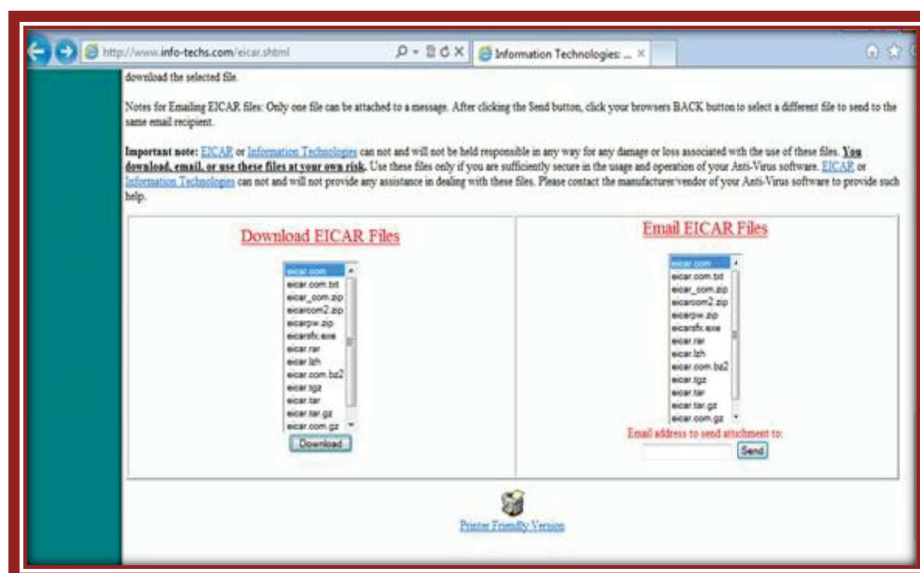 http://www.info-techs.com/eicar.shtml
Information Technologies: ...
download the selected file.
Notes for Emailing EICAR files: Only one file can be attached to a message. After clicking the Send button, click your browsers BACK button to select a different file to send to the
same email recipient.
Important note: EICAR or Information Technologies can not and will not be held responsible in any way for any damage or loss associated with the use of these files. You
download, email, or use these files at your own risk. Use these files only if you are sufficiently secure in the usage and operation of your Anti-Virus software. EICAR or
Information Technologies can not and will not provide any assistance in dealing with these files. Please contact the manufacturer/vendor of your Anti-Virus software to provide such
help.
Download EICAR Files
eicar.com
eicar.com.txt
eicar_com.zip
eicarcom2.zip
eicarpw.zip
eicarsfx.exe
eicar.rar
eicar.lzh
eicar.com.bz2
eicar.tgz
eicar.tar
eicar.tar.gz
eicar.com.gz
Download
Email EICAR Files
eicar.com
eicar.com.txt
eicar_com.zip
eicarcom2.zip
eicarpw.zip
eicarsfx.exe
eicar.rar
eicar.lzh
eicar.com.bz2
eicar.tgz
eicar.tar
eicar.tar.gz
eicar.com.gz
Email address to send attachment to:
Send
Printer Friendly Version